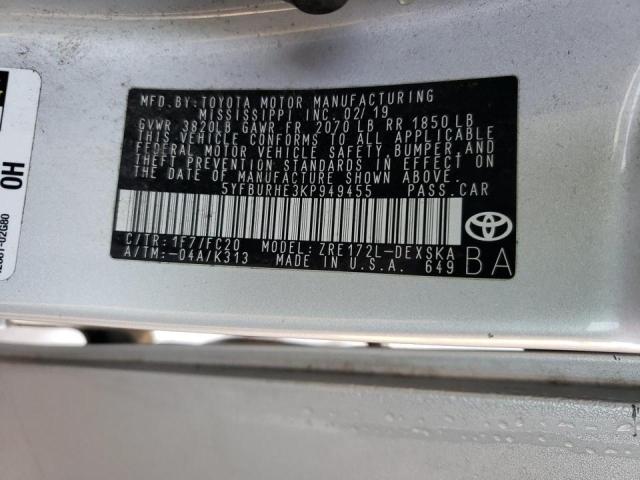 MFD. BY: TOYOTA MOTOR MANUFACTURING
MISSISSIPPI INC. 02/19
GVWR 3820LB GAWR FR 2070 LB RR 1850 LB
THIS VEHICLE CONFORMS TO ALL APPLICABLE
FEDERAL MOTOR VEHICLE SAFETY, BUMPER, AND
THEFT PREVENTION STANDARDS IN EFFECT
ON THE DATE OF MANUFACTURE SHOWN ABOVE.
5YFBURHE3KP949455 PASS.CAR
C/TR: 1F7/FC20 MODEL: ZRE172L-DEXSKA
A/TM: -04A/K313 MADE IN U.S.A. 649
BA
OH